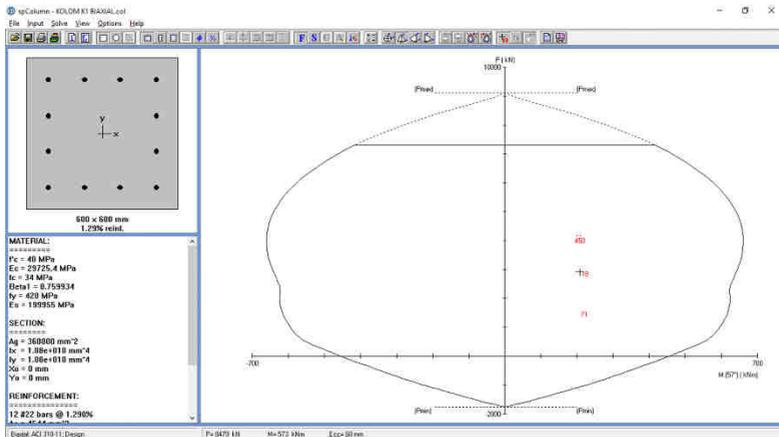 spColumn - KOLOM K1 BIAXIAL.col
File Input Solve View Options Help
600 x 600 mm
1.29% reinf.
MATERIAL:
f'c = 40 MPa
Ec = 29725.4 MPa
fc = 34 MPa
Beta1 = 0.759934
fy = 420 MPa
Es = 199955 MPa
SECTION:
Ag = 360000 mm^2
Ix = 1.08e+010 mm^4
Iy = 1.08e+010 mm^4
Xo = 0 mm
Yo = 0 mm
REINFORCEMENT:
12 #22 bars @ 1.290%
y
x
P (kN)
10000
(Pmax)
(Pmax)
-700
700
M (57°) (kNm)
(Pmin)
(Pmin)
-2000
71
Biaxial; ACI 318-11; Design
P= 8479 kN M= 572 kNm